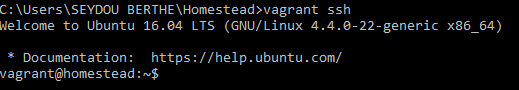 C:\Users\SEYDOU BERTHE\Homestead>vagrant ssh
Welcome to Ubuntu 16.04 LTS (GNU/Linux 4.4.0-22-generic x86_64)
* Documentation:  https://help.ubuntu.com/
vagrant@homestead:~$